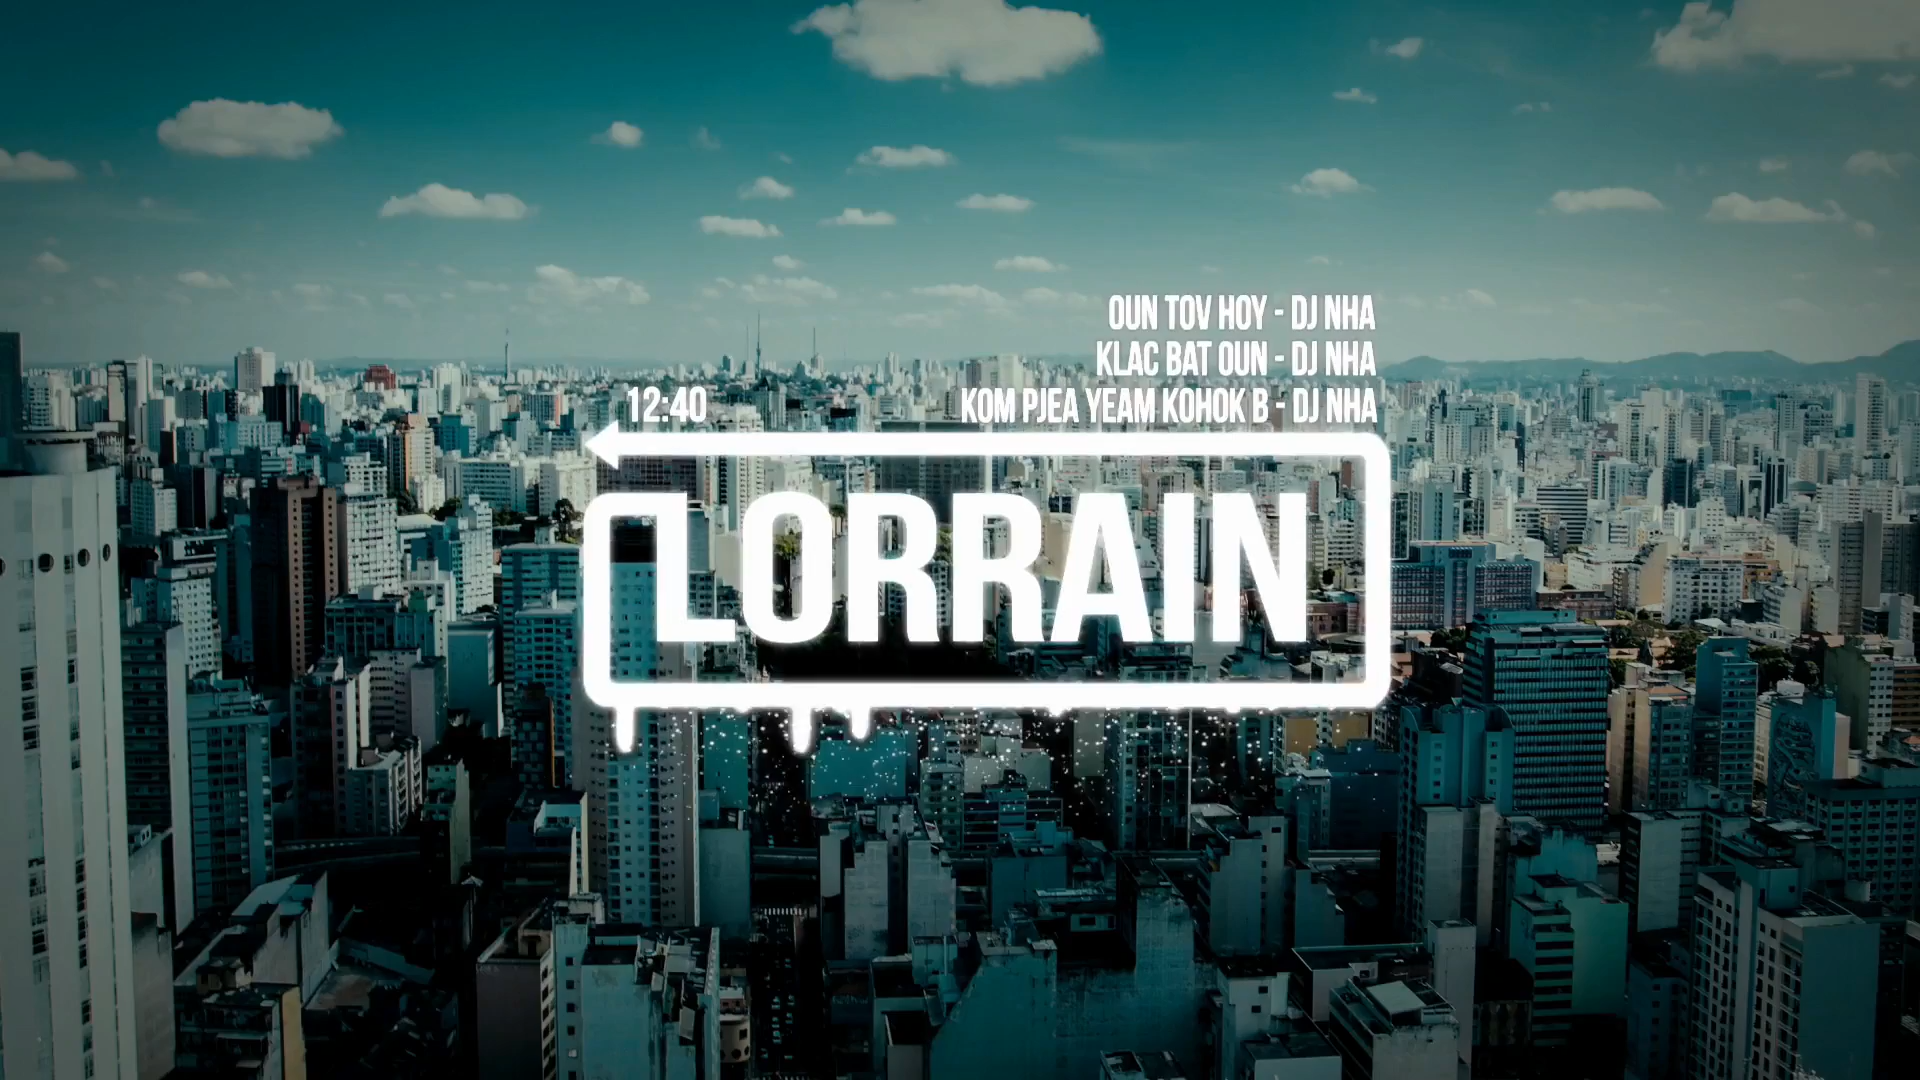 OUN TOV HOY - DJ NHA
KLAC BAT OUN - DJ NHA
12:40
KOM PJEA YEAM KOHOK B - DJ NHA
LORRAIN